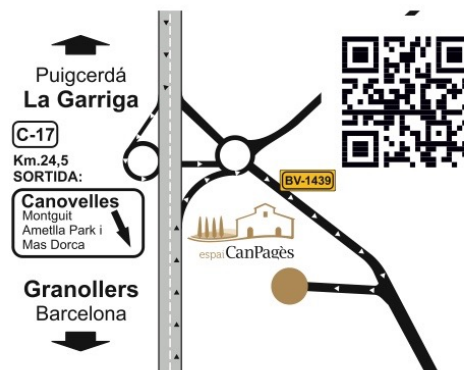 Puigcerdá
La Garriga
C-17
Km.24,5
SORTIDA:
Canovelles
Montguit
Ametlla Park i
Mas Dorca
Granollers
Barcelona
BV-1439
espai CanPagès